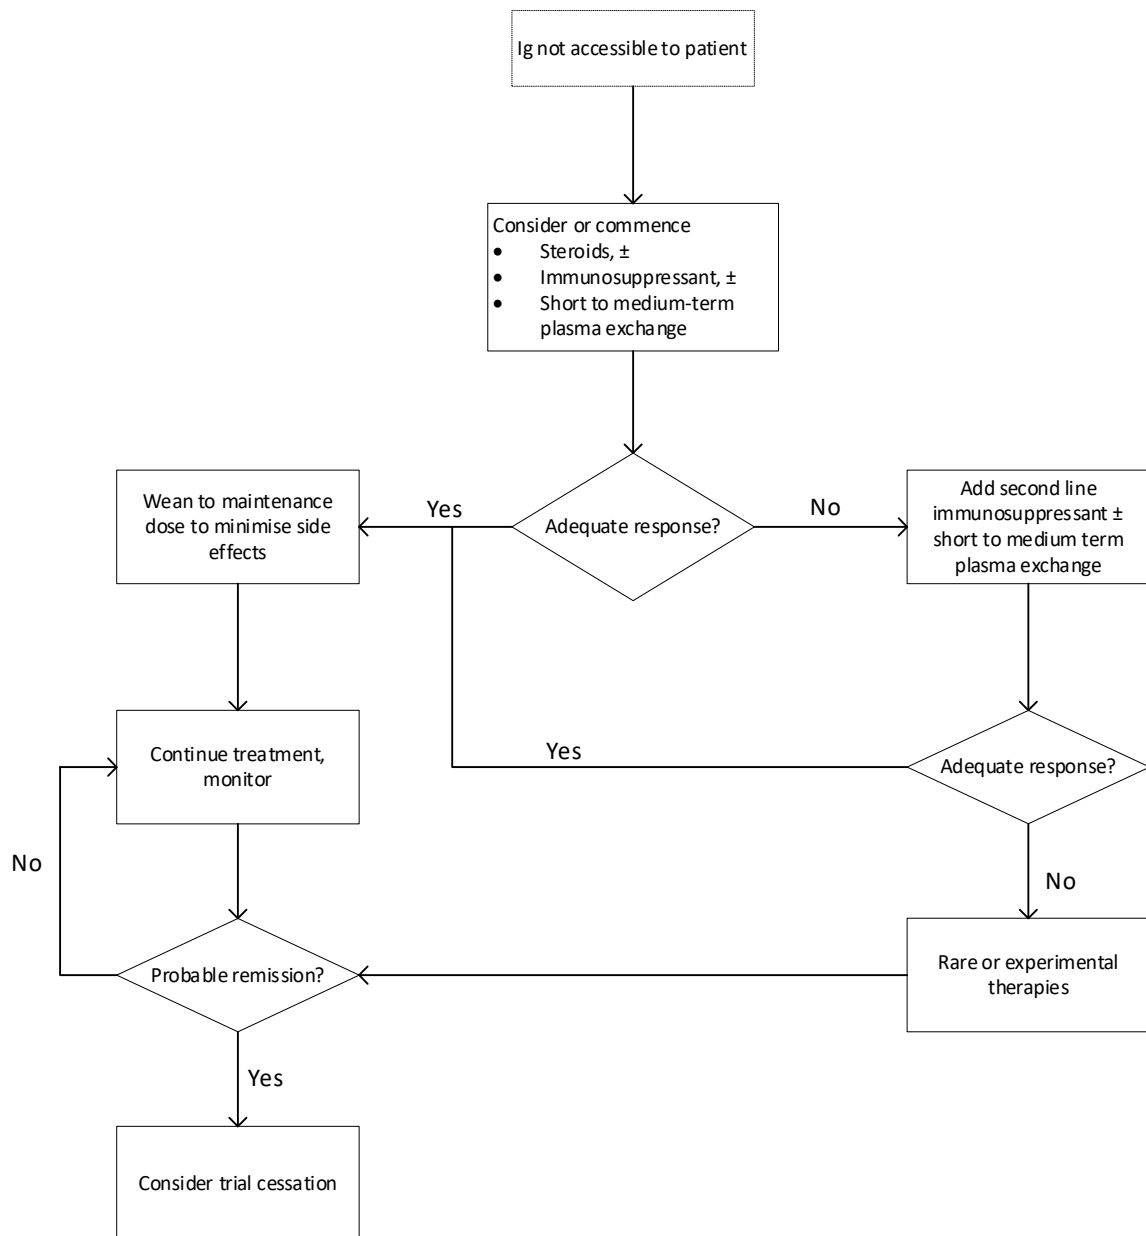 Ig not accessible to patient
Consider or commence
• Steroids, ±
• Immunosuppressant, ±
• Short to medium-term
plasma exchange
Adequate response?
Yes
No
Wean to maintenance
dose to minimise side
effects
Add second line
immunosuppressant ±
short to medium term
plasma exchange
Continue treatment,
monitor
Yes
Adequate response?
No
No
Probable remission?
Rare or experimental
therapies
Yes
Consider trial cessation